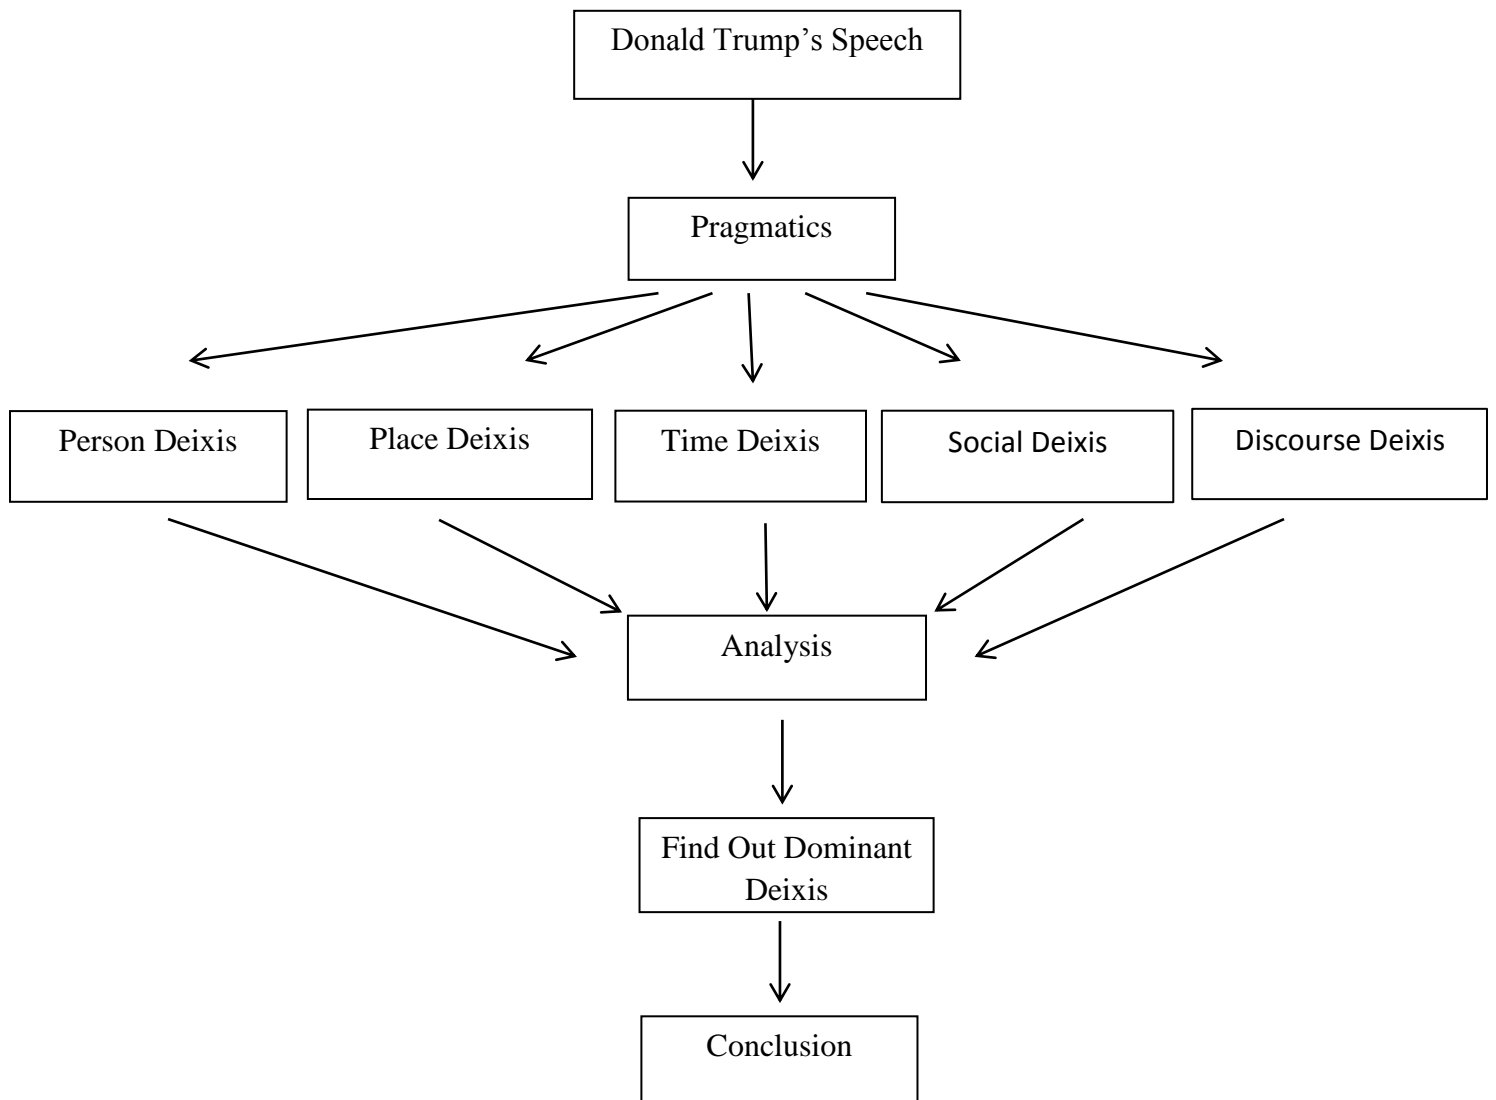 Donald Trump’s Speech
Pragmatics
Person Deixis
Place Deixis
Time Deixis
Social Deixis
Discourse Deixis
Analysis
Find Out Dominant
Deixis
Conclusion